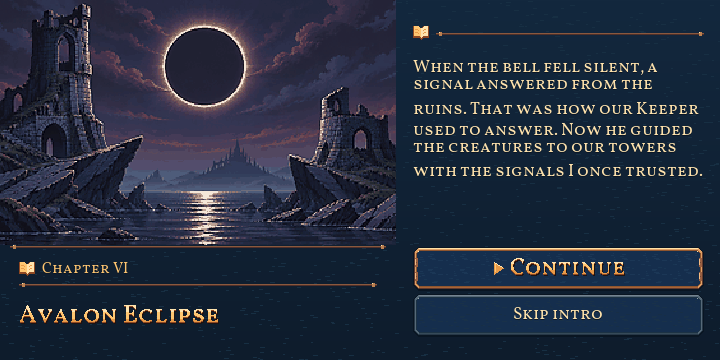 Chapter VI
Avalon Eclipse
When the bell fell silent, a
signal answered from the
ruins. That was how our Keeper
used to answer. Now he guided
the creatures to our towers
with the signals I once trusted.
Continue
Skip intro